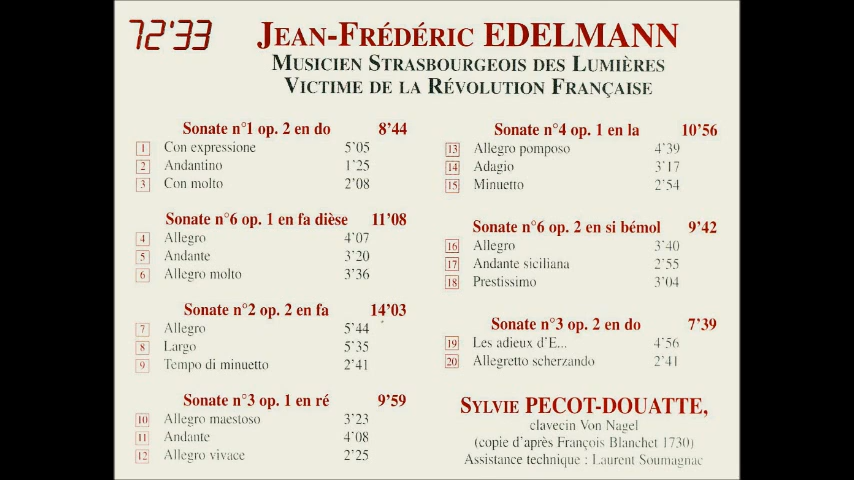 72'33
JEAN-FRÉDÉRIC EDELMANN
MUSICIEN STRASBOURGEOIS DES LUMIÈRES
VICTIME DE LA RÉVOLUTION FRANÇAISE
Sonate n°1 op. 2 en do 8'44
1 Con expressione 5'05
2 Andantino 1'25
3 Con molto 2'08
Sonate n°6 op. 1 en fa dièse 11'08
4 Allegro 4'07
5 Andante 3'20
6 Allegro molto 3'36
Sonate n°2 op. 2 en fa 14'03
7 Allegro 5'44
8 Largo 5'35
9 Tempo di minuetto 2'41
Sonate n°3 op. 1 en ré 9'59
10 Allegro maestoso 3'23
11 Andante 4'08
12 Allegro vivace 2'25
Sonate n°4 op. 1 en la 10'56
13 Allegro pomposo 4'39
14 Adagio 3'17
15 Minuetto 2'54
Sonate n°6 op. 2 en si bémol 9'42
16 Allegro 3'40
17 Andante siciliana 2'55
18 Prestissimo 3'04
Sonate n°3 op. 2 en do 7'39
19 Les adieux d'E... 4'56
20 Allegretto scherzando 2'41
SYLVIE PECOT-DOUATTE,
clavecin Von Nagel
(copie d'après François Blanchet 1730)
Assistance technique : Laurent Soumagnac